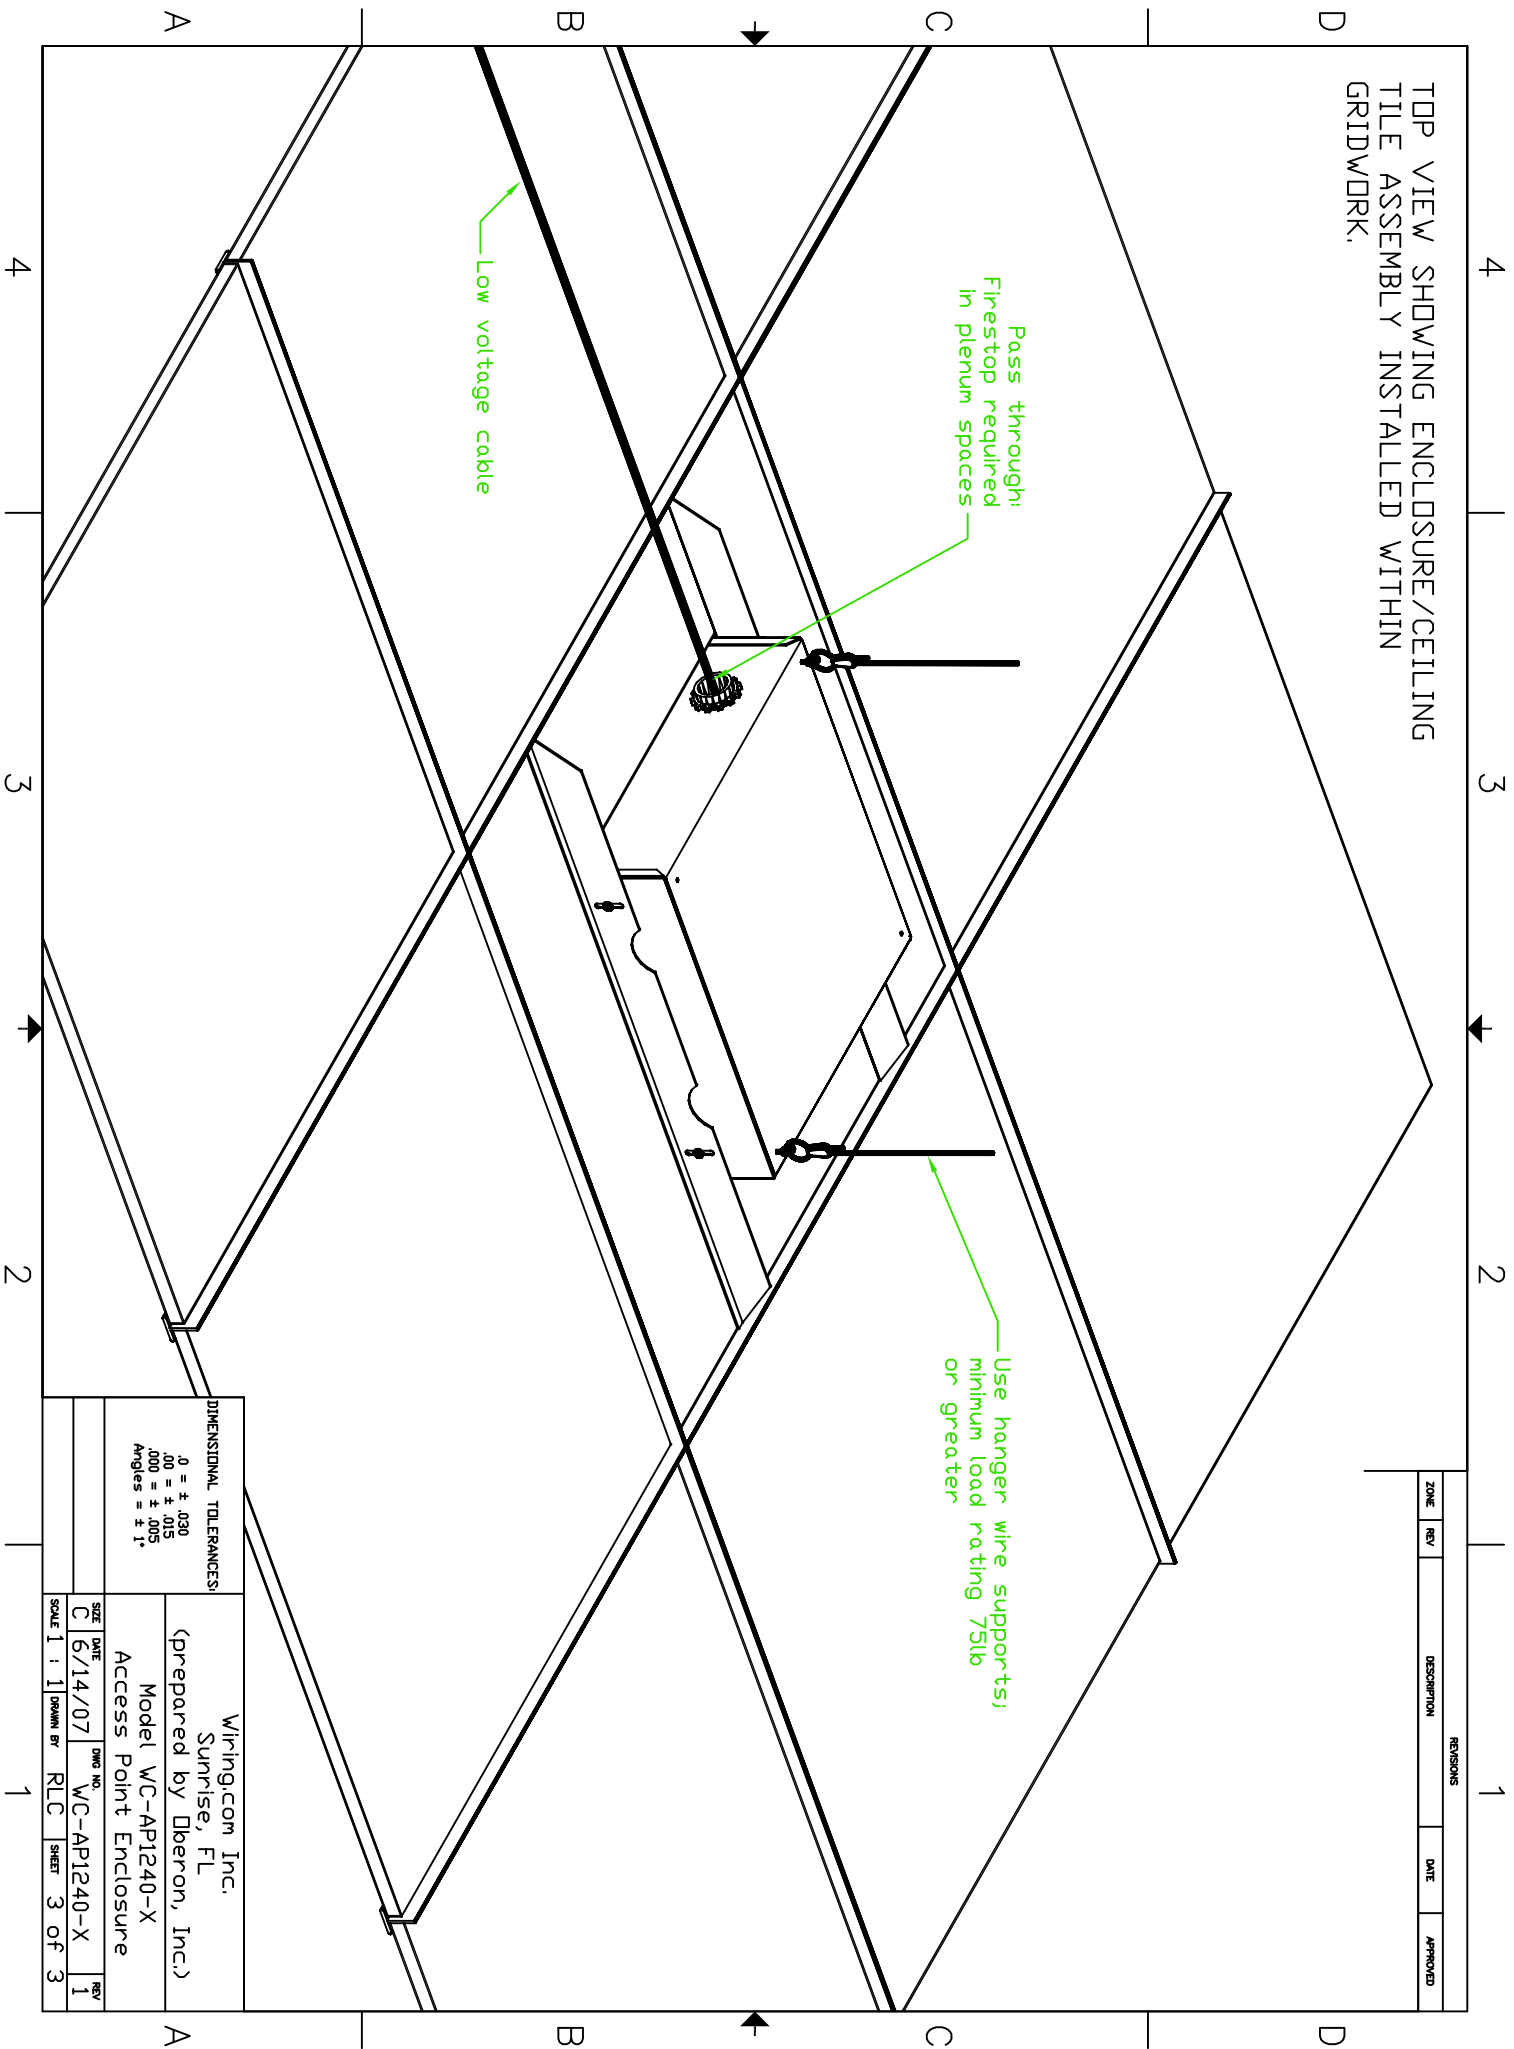 TOP VIEW SHOWING ENCLOSURE/CEILING
TILE ASSEMBLY INSTALLED WITHIN
GRIDWORK.
4
3
2
1
D
C
B
A
D
C
B
A
4
3
2
1
REVISIONS
ZONE REV DESCRIPTION DATE APPROVED
Pass through:
Firestop required
in plenum spaces
Low voltage cable
Use hanger wire supports;
minimum load rating 75lb
or greater
DIMENSIONAL TOLERANCES:
.0 = ± .030
.00 = ± .015
.000 = ± .005
Angles = ± 1°
Wiring.com Inc.
Sunrise, FL
(prepared by Oberon, Inc.)
Model WC-AP1240-X
Access Point Enclosure
SIZE C DATE 6/14/07 DWG NO. WC-AP1240-X REV 1
SCALE 1 : 1 DRAWN BY RLC SHEET 3 of 3